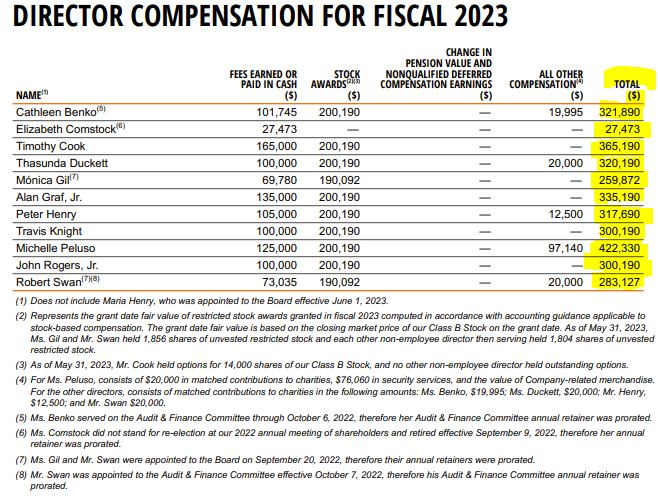 DIRECTOR COMPENSATION FOR FISCAL 2023
CHANGE IN
PENSION VALUE AND
FEES EARNED OR STOCK NONQUALIFIED DEFERRED ALL OTHER
PAID IN CASH AWARDS(2)(3) COMPENSATION EARNINGS COMPENSATION(4) TOTAL
NAME(1) ($) ($) ($) ($) ($)
Cathleen Benko(5) 101,745 200,190 — 19,995 321,890
Elizabeth Comstock(6) 27,473 — — — 27,473
Timothy Cook 165,000 200,190 — — 365,190
Thasunda Duckett 100,000 200,190 — 20,000 320,190
Mónica Gil(7) 69,780 190,092 — — 259,872
Alan Graf, Jr. 135,000 200,190 — — 335,190
Peter Henry 105,000 200,190 — 12,500 317,690
Travis Knight 100,000 200,190 — — 300,190
Michelle Peluso 125,000 200,190 — 97,140 422,330
John Rogers, Jr. 100,000 200,190 — — 300,190
Robert Swan(7)(8) 73,035 190,092 — 20,000 283,127
(1) Does not include Maria Henry, who was appointed to the Board effective June 1, 2023.
(2) Represents the grant date fair value of restricted stock awards granted in fiscal 2023 computed in accordance with accounting guidance applicable to
stock-based compensation. The grant date fair value is based on the closing market price of our Class B Stock on the grant date. As of May 31, 2023,
Ms. Gil and Mr. Swan held 1,856 shares of unvested restricted stock and each other non-employee director then serving held 1,804 shares of unvested
restricted stock.
(3) As of May 31, 2023, Mr. Cook held options for 14,000 shares of our Class B Stock, and no other non-employee director held outstanding options.
(4) For Ms. Peluso, consists of $20,000 in matched contributions to charities, $76,060 in security services, and the value of Company-related merchandise.
For the other directors, consists of matched contributions to charities in the following amounts: Ms. Benko, $19,995; Ms. Duckett, $20,000; Mr. Henry,
$12,500; and Mr. Swan $20,000.
(5) Ms. Benko served on the Audit & Finance Committee through October 6, 2022, therefore her Audit & Finance Committee annual retainer was prorated.
(6) Ms. Comstock did not stand for re-election at our 2022 annual meeting of shareholders and retired effective September 9, 2022, therefore her annual
retainer was prorated.
(7) Ms. Gil and Mr. Swan were appointed to the Board on September 20, 2022, therefore their annual retainers were prorated.
(8) Mr. Swan was appointed to the Audit & Finance Committee effective October 7, 2022, therefore his Audit & Finance Committee annual retainer was
prorated.